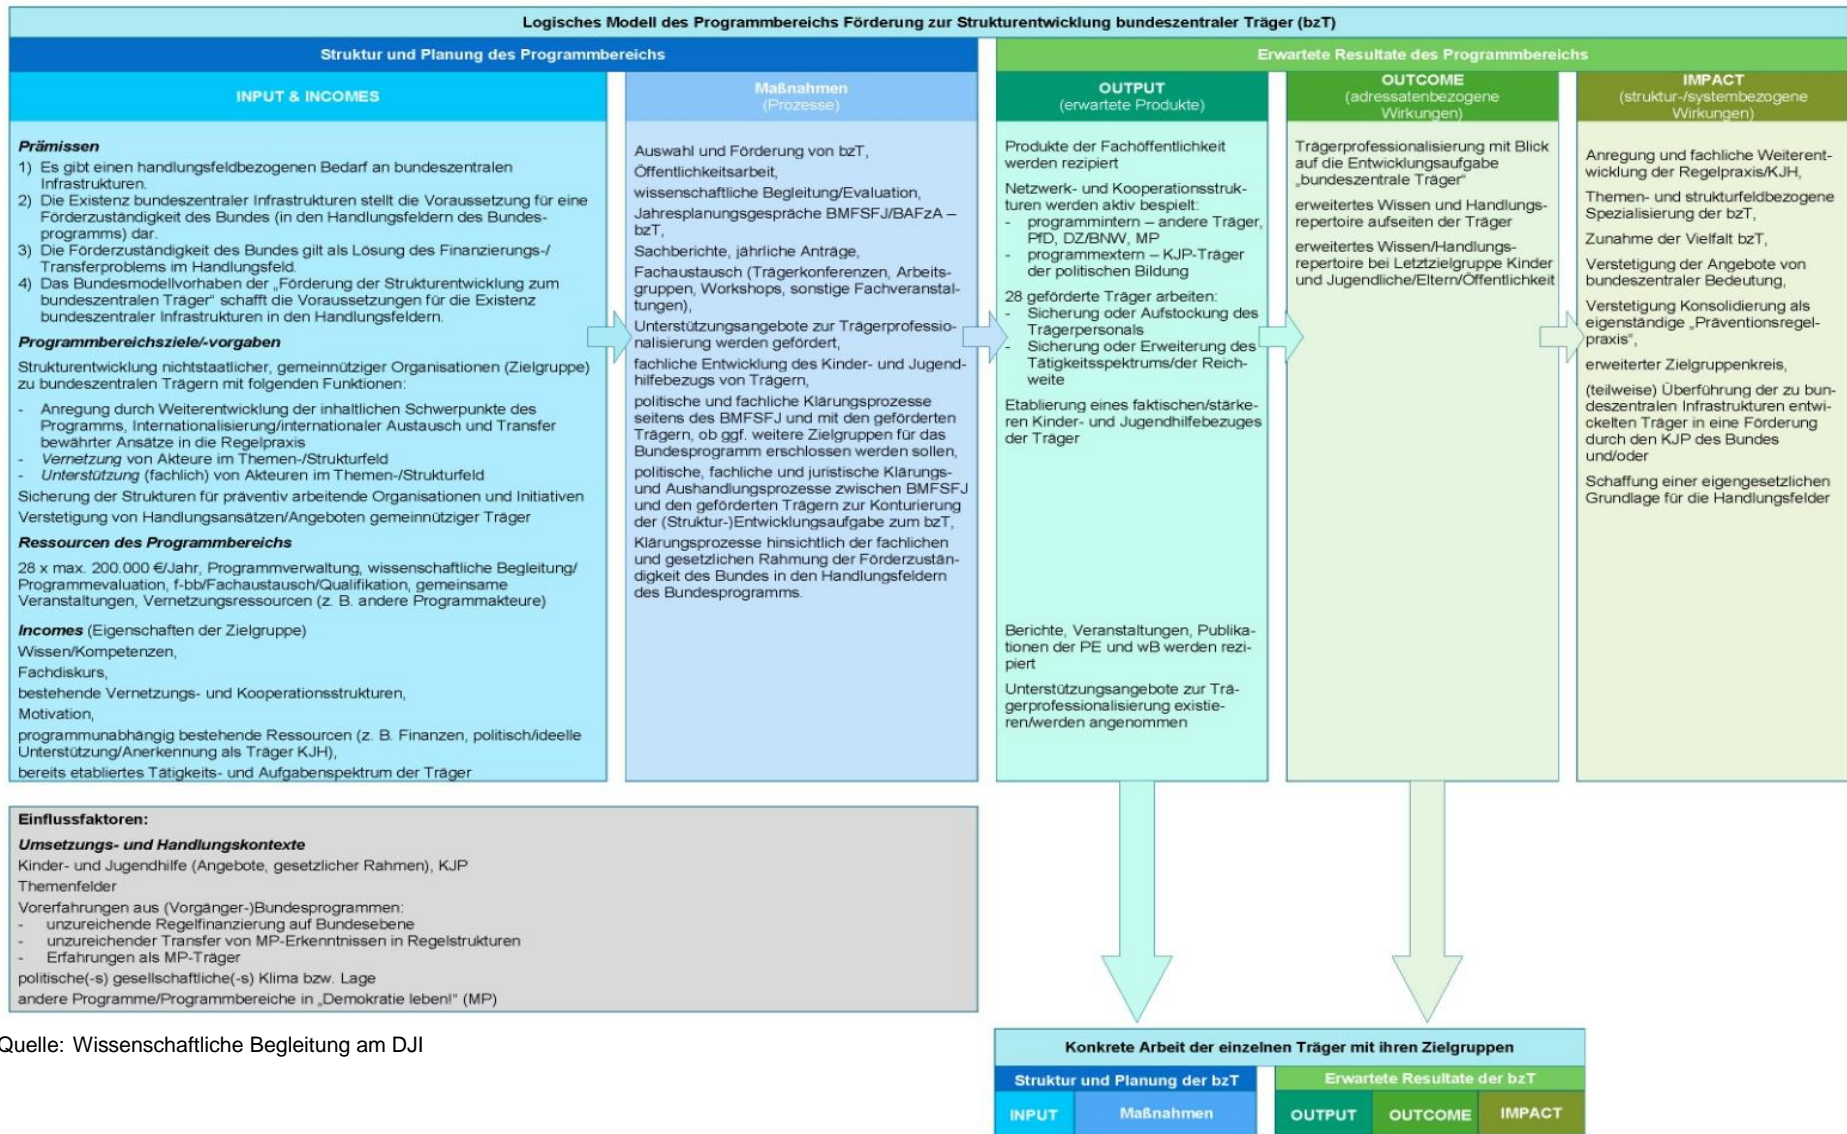 Logisches Modell des Programmbereichs Förderung zur Strukturentwicklung bundeszentraler Träger (bzT)
Struktur und Planung des Programmbereichs
Erwartete Resultate des Programmbereichs
INPUT & INCOMES
Prämissen
1) Es gibt einen handlungsfeldbezogenen Bedarf an bundeszentralen
Infrastrukturen.
2) Die Existenz bundeszentraler Infrastrukturen stellt die Voraussetzung für eine
Förderzuständigkeit des Bundes (in den Handlungsfeldern des Bundes-
programms) dar.
3) Die Förderzuständigkeit des Bundes gilt als Lösung des Finanzierungs-/
Transferproblems im Handlungsfeld.
4) Das Bundesmodellvorhaben der „Förderung der Strukturentwicklung zum
bundeszentralen Träger“ schafft die Voraussetzungen für die Existenz
bundeszentraler Infrastrukturen in den Handlungsfeldern.
Programmbereichsziele/-vorgaben
Strukturentwicklung nichtstaatlicher, gemeinnütziger Organisationen (Zielgruppe)
zu bundeszentralen Trägern mit folgenden Funktionen:
- Anregung durch Weiterentwicklung der inhaltlichen Schwerpunkte des
Programms, Internationalisierung/internationaler Austausch und Transfer
bewährter Ansätze in die Regelpraxis
- Vernetzung von Akteure im Themen-/Strukturfeld
- Unterstützung (fachlich) von Akteuren im Themen-/Strukturfeld
Sicherung der Strukturen für präventiv arbeitende Organisationen und Initiativen
Verstetigung von Handlungsansätzen/Angeboten gemeinnütziger Träger
Ressourcen des Programmbereichs
28 x max. 200.000 €/Jahr, Programmverwaltung, wissenschaftliche Begleitung/
Programmevaluation, f-bb/Fachaustausch/Qualifikation, gemeinsame
Veranstaltungen, Vernetzungsressourcen (z. B. andere Programmakteure)
Incomes (Eigenschaften der Zielgruppe)
Wissen/Kompetenzen,
Fachdiskurs,
bestehende Vernetzungs- und Kooperationsstrukturen,
Motivation,
programmunabhängig bestehende Ressourcen (z. B. Finanzen, politisch/ideelle
Unterstützung/Anerkennung als Träger KJH),
bereits etabliertes Tätigkeits- und Aufgabenspektrum der Träger
Maßnahmen
(Prozesse)
Auswahl und Förderung von bzT,
Öffentlichkeitsarbeit,
wissenschaftliche Begleitung/Evaluation,
Jahresplanungsgespräche BMFSFJ/BAFzA –
bzT,
Sachberichte, jährliche Anträge,
Fachaustausch (Trägerkonferenzen, Arbeits-
gruppen, Workshops, sonstige Fachveranstal-
tungen),
Unterstützungsangebote zur Trägerprofessio-
nalisierung werden gefördert,
fachliche Entwicklung des Kinder- und Jugend-
hilfebezugs von Trägern,
politische und fachliche Klärungsprozesse
seitens des BMFSFJ und mit den geförderten
Trägern, ob ggf. weitere Zielgruppen für das
Bundesprogramm erschlossen werden sollen,
politische, fachliche und juristische Klärungs-
und Aushandlungsprozesse zwischen BMFSFJ
und den geförderten Trägern zur Konturierung
der (Struktur-)Entwicklungsaufgabe zum bzT,
Klärungsprozesse hinsichtlich der fachlichen
und gesetzlichen Rahmung der Förderzustän-
digkeit des Bundes in den Handlungsfeldern
des Bundesprogramms.
OUTPUT
(erwartete Produkte)
Produkte der Fachöffentlichkeit
werden rezipiert
Netzwerk- und Kooperationsstruk-
turen werden aktiv bespielt:
- programmintern – andere Träger,
PfD, DZ/BNW, MP
- programmextern – KJP-Träger
der politischen Bildung
28 geförderte Träger arbeiten:
- Sicherung oder Aufstockung des
Trägerpersonals
- Sicherung oder Erweiterung des
Tätigkeitsspektrums/der Reich-
weite
Etablierung eines faktischen/stärke-
ren Kinder- und Jugendhilfebezuges
der Träger
Berichte, Veranstaltungen, Publika-
tionen der PE und wB werden rezi-
piert
Unterstützungsangebote zur Trä-
gerprofessionalisierung existie-
ren/werden angenommen
OUTCOME
(adressatenbezogene
Wirkungen)
Trägerprofessionalisierung mit Blick
auf die Entwicklungsaufgabe
„bundeszentrale Träger“
erweitertes Wissen und Handlungs-
repertoire aufseiten der Träger
erweitertes Wissen/Handlungs-
repertoire bei Letztzielgruppe Kinder
und Jugendliche/Eltern/Öffentlichkeit
IMPACT
(struktur-/systembezogene
Wirkungen)
Anregung und fachliche Weiterent-
wicklung der Regelpraxis/KJH,
Themen- und strukturfeldbezogene
Spezialisierung der bzT,
Zunahme der Vielfalt bzT,
Verstetigung der Angebote von
bundeszentraler Bedeutung,
Verstetigung Konsolidierung als
eigenständige „Präventionsregel-
praxis“,
erweiterter Zielgruppenkreis,
(teilweise) Überführung der zu bun-
deszentralen Infrastrukturen entwi-
ckelten Träger in eine Förderung
durch den KJP des Bundes
und/oder
Schaffung einer eigengesetzlichen
Grundlage für die Handlungsfelder
Einflussfaktoren:
Umsetzungs- und Handlungskontexte
Kinder- und Jugendhilfe (Angebote, gesetzlicher Rahmen), KJP
Themenfelder
Vorerfahrungen aus (Vorgänger-)Bundesprogrammen:
- unzureichende Regelfinanzierung auf Bundesebene
- unzureichender Transfer von MP-Erkenntnissen in Regelstrukturen
- Erfahrungen als MP-Träger
politische(-s) gesellschaftliche(-s) Klima bzw. Lage
andere Programme/Programmbereiche in „Demokratie leben!“ (MP)
Quelle: Wissenschaftliche Begleitung am DJI
Konkrete Arbeit der einzelnen Träger mit ihren Zielgruppen
Struktur und Planung der bzT
Erwartete Resultate der bzT
INPUT
Maßnahmen
OUTPUT
OUTCOME
IMPACT